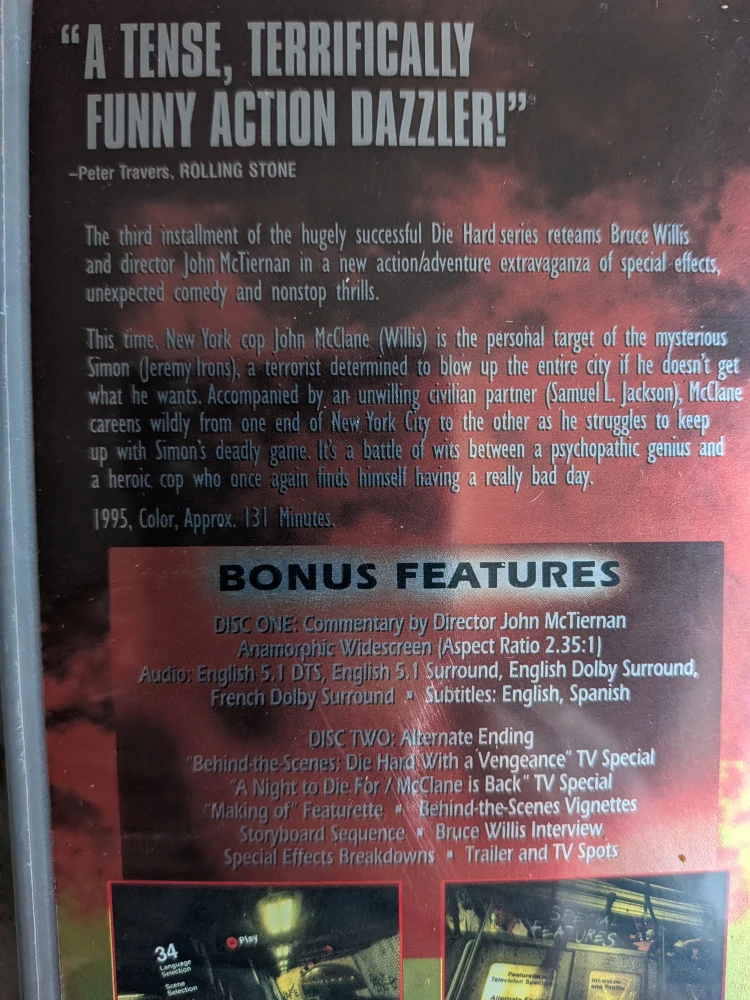 “A TENSE, TERRIFICALLY
FUNNY ACTION DAZZLER!”
–Peter Travers, ROLLING STONE
The third installment of the hugely successful Die Hard series reteams Bruce Willis
and director John McTiernan in a new action/adventure extravaganza of special effects,
unexpected comedy and nonstop thrills.
This time, New York cop John McClane (Willis) is the personal target of the mysterious
Simon (Jeremy Irons), a terrorist determined to blow up the entire city if he doesn't get
what he wants. Accompanied by an unwilling civilian partner (Samuel L. Jackson), McClane
careens wildly from one end of New York City to the other as he struggles to keep
up with Simon's deadly game. It's a battle of wits between a psychopathic genius and
a heroic cop who once again finds himself having a really bad day.
1995, Color, Approx. 131 Minutes.
BONUS FEATURES
DISC ONE: Commentary by Director John McTiernan
Anamorphic Widescreen (Aspect Ratio 2.35:1)
Audio: English 5.1 DTS, English 5.1 Surround, English Dolby Surround,
French Dolby Surround ▪ Subtitles: English, Spanish
DISC TWO: Alternate Ending
"Behind-the-Scenes: Die Hard With a Vengeance" TV Special
"A Night to Die For / McClane is Back" TV Special
"Making of" Featurette ▪ Behind-the-Scenes Vignettes
Storyboard Sequence ▪ Bruce Willis Interview
Special Effects Breakdowns ▪ Trailer and TV Spots
34
Play
Language
Selection
Scene
Selection
SPECIAL
FEATURES
Featurettes
Television Specials
Interview
and Profile
Alternate